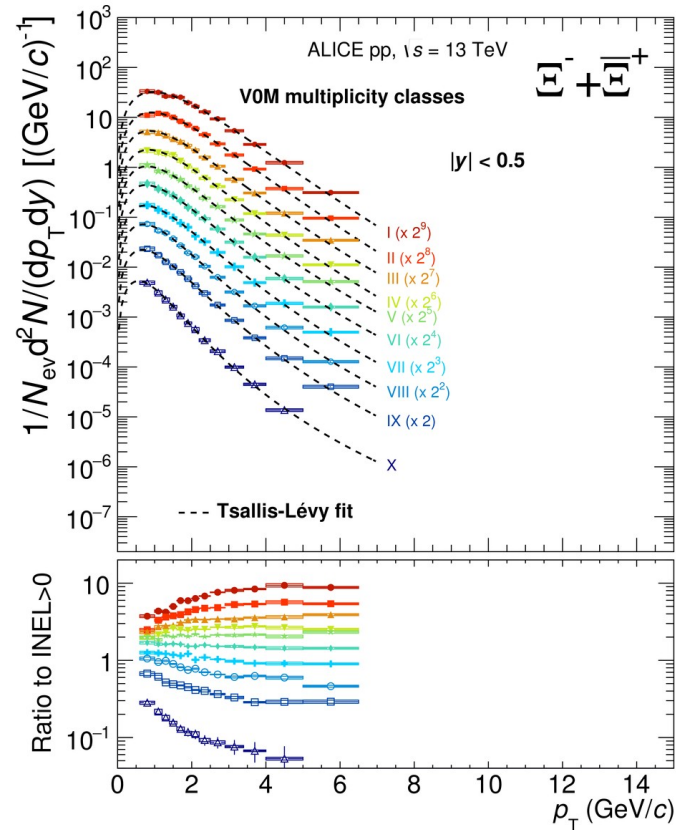 10³
10²
10
1
10⁻¹
10⁻²
10⁻³
10⁻⁴
10⁻⁵
10⁻⁶
10⁻⁷
1/N_ev d²N/(dp_T dy) [(GeV/c)⁻¹]
ALICE pp, \s = 13 TeV
Ξ⁻+Ξ̅⁺
V0M multiplicity classes
|y| < 0.5
I (x 2⁹)
II (x 2⁸)
III (x 2⁷)
IV (x 2⁶)
V (x 2⁵)
VI (x 2⁴)
VII (x 2³)
VIII (x 2²)
IX (x 2)
X
Tsallis-Lévy fit
Ratio to INEL>0
10
1
10⁻¹
0 2 4 6 8 10 12 14
p_T (GeV/c)